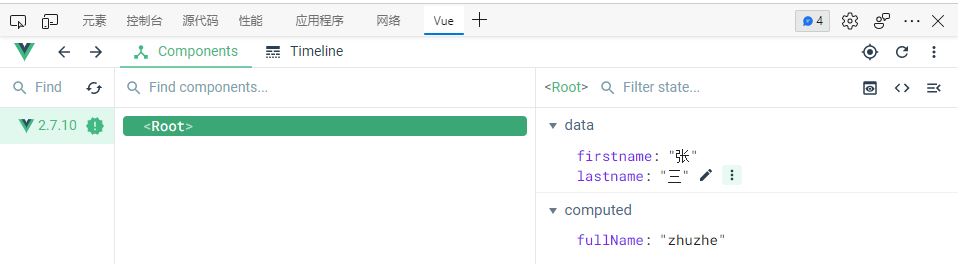 元素 控制台 源代码 性能 应用程序 网络 Vue 4
Components Timeline
Find Find components... <Root> Filter state...
2.7.10 <Root> data
firstname: "张"
lastname: "三"
computed
fullName: "zhuzhe"